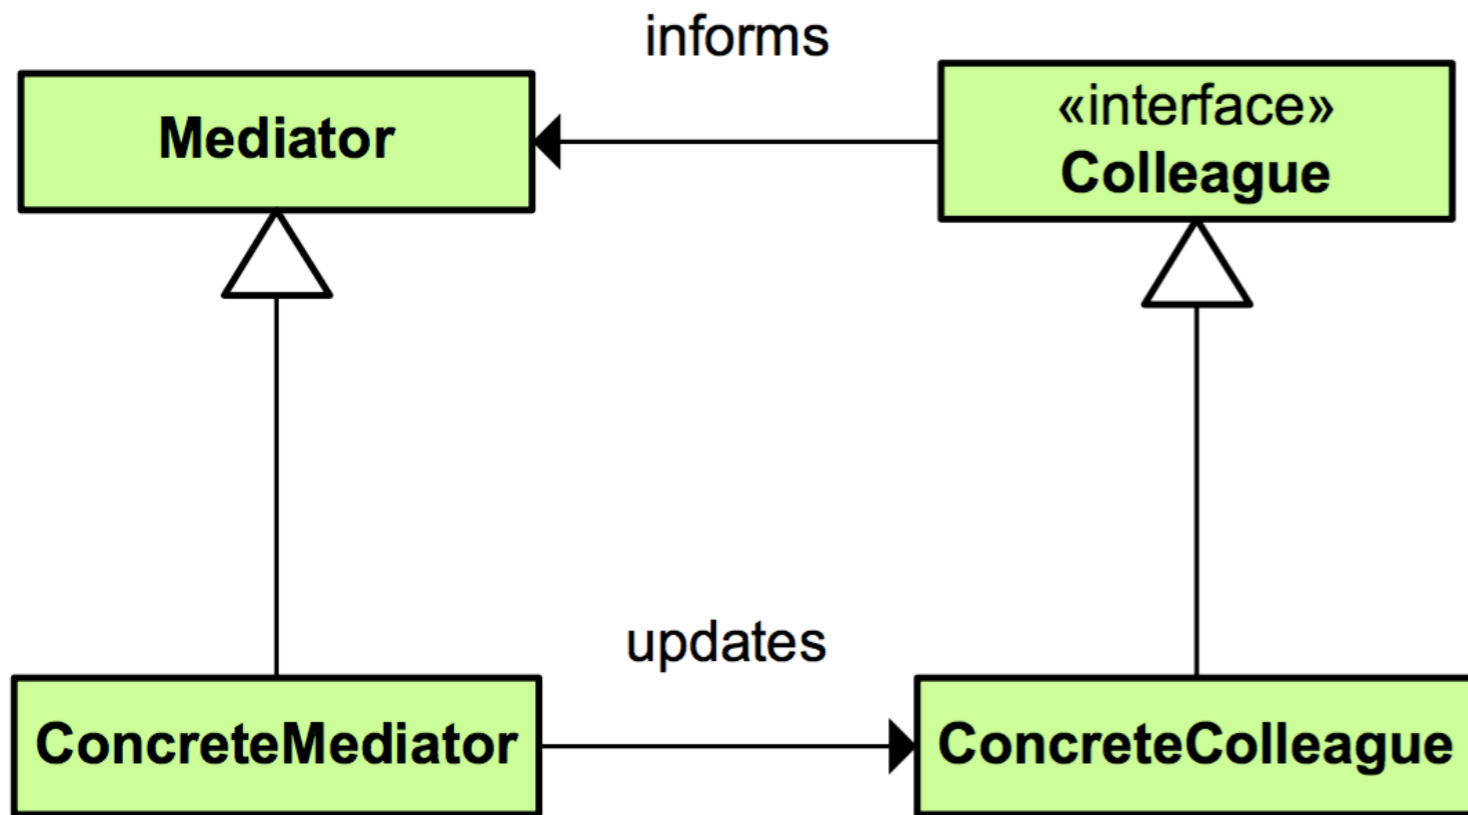 informs
Mediator
«interface»
Colleague
updates
ConcreteMediator
ConcreteColleague